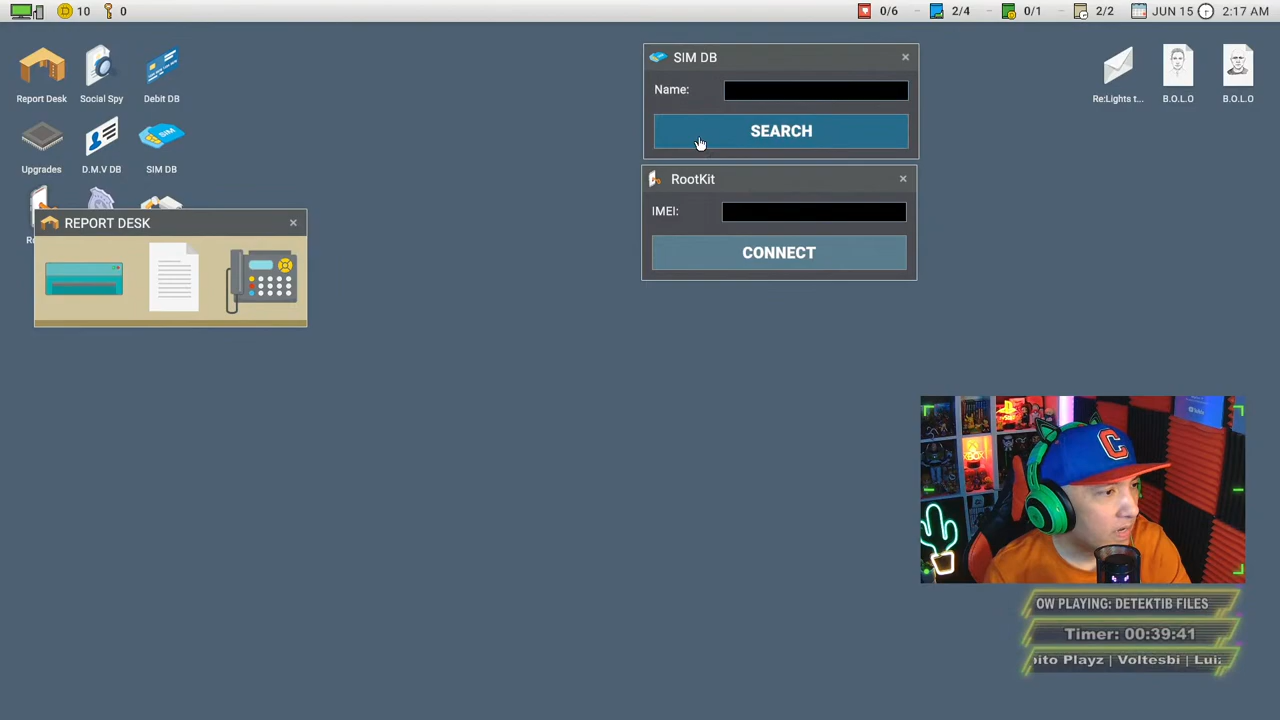 10
0
0/6
2/4
0/1
2/2
JUN 15
2:17 AM
Report Desk
Social Spy
Debit DB
Upgrades
D.M.V DB
SIM DB
REPORT DESK
SIM DB
Name:
SEARCH
RootKit
IMEI:
CONNECT
Re:Lights t...
B.O.L.O
B.O.L.O
OW PLAYING: DETEKTIB FILES
Timer: 00:39:41
ito Playz | Voltesbi | Lui